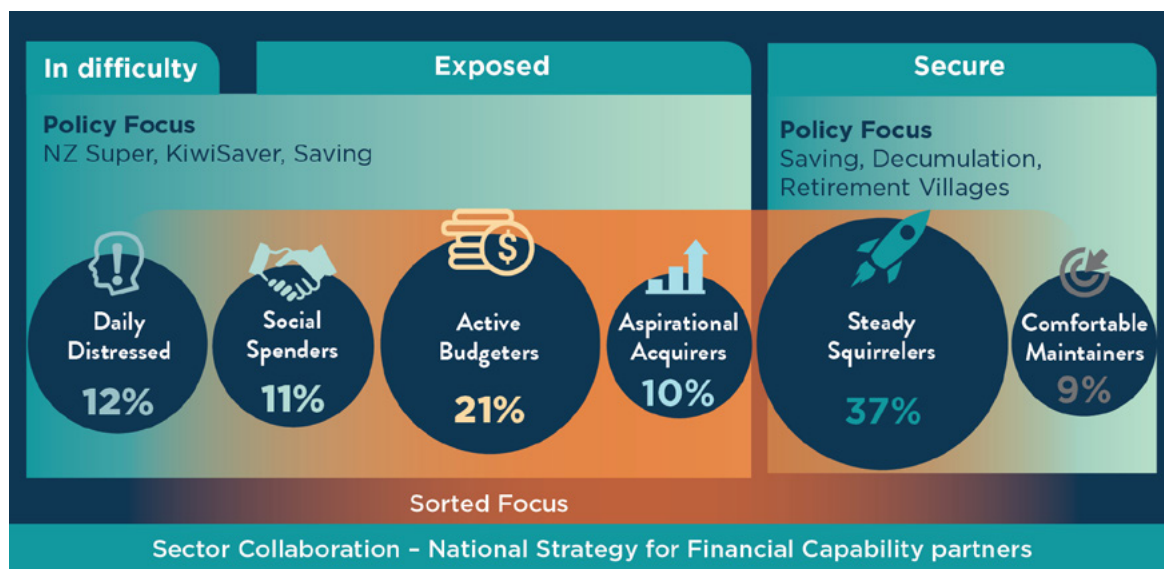 In difficulty
Exposed
Secure
Policy Focus
NZ Super, KiwiSaver, Saving
Policy Focus
Saving, Decumulation,
Retirement Villages
$
Daily
Distressed
12%
Social
Spenders
11%
Active
Budgeters
21%
Aspirational
Acquirers
10%
Steady
Squirrelers
37%
Comfortable
Maintainers
9%
Sorted Focus
Sector Collaboration – National Strategy for Financial Capability partners